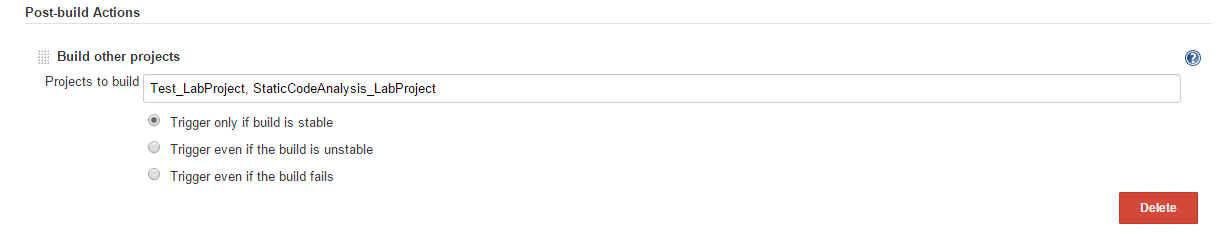 Post-build Actions
Build other projects
?
Projects to build Test_LabProject, StaticCodeAnalysis_LabProject
Trigger only if build is stable
Trigger even if the build is unstable
Trigger even if the build fails
Delete